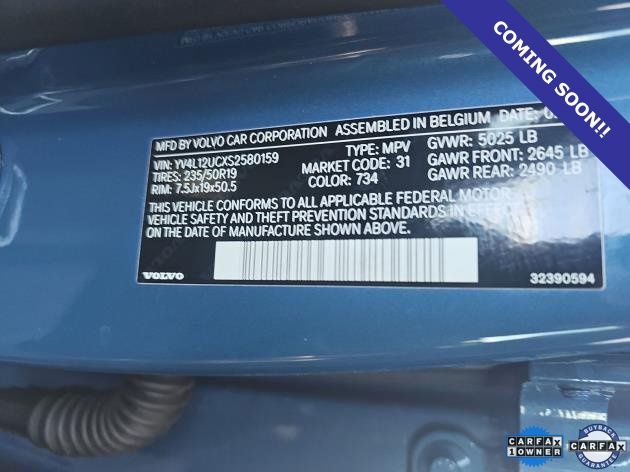 COMING SOON!!
MFD BY VOLVO CAR CORPORATION ASSEMBLED IN BELGIUM DATE:
VIN: YV4L12UCXS2580159 TYPE: MPV GVWR: 5025 LB
TIRES: 235/50R19 MARKET CODE: 31 GAWR FRONT: 2645 LB
RIM: 7.5Jx19x50.5 COLOR: 734 GAWR REAR: 2490 LB
THIS VEHICLE CONFORMS TO ALL APPLICABLE FEDERAL MOTOR
VEHICLE SAFETY AND THEFT PREVENTION STANDARDS IN EFFECT
ON THE DATE OF MANUFACTURE SHOWN ABOVE.
VOLVO 32390594
CARFAX
1 OWNER
BUYBACK
CARFAX
GUARANTEE